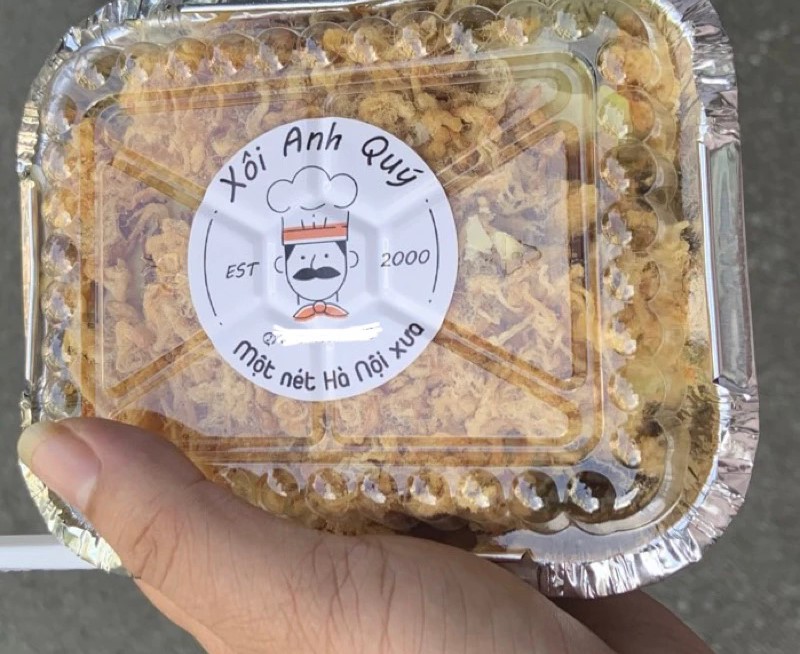 Xôi Anh Quý
EST 2000
Một nét Hà Nội xưa